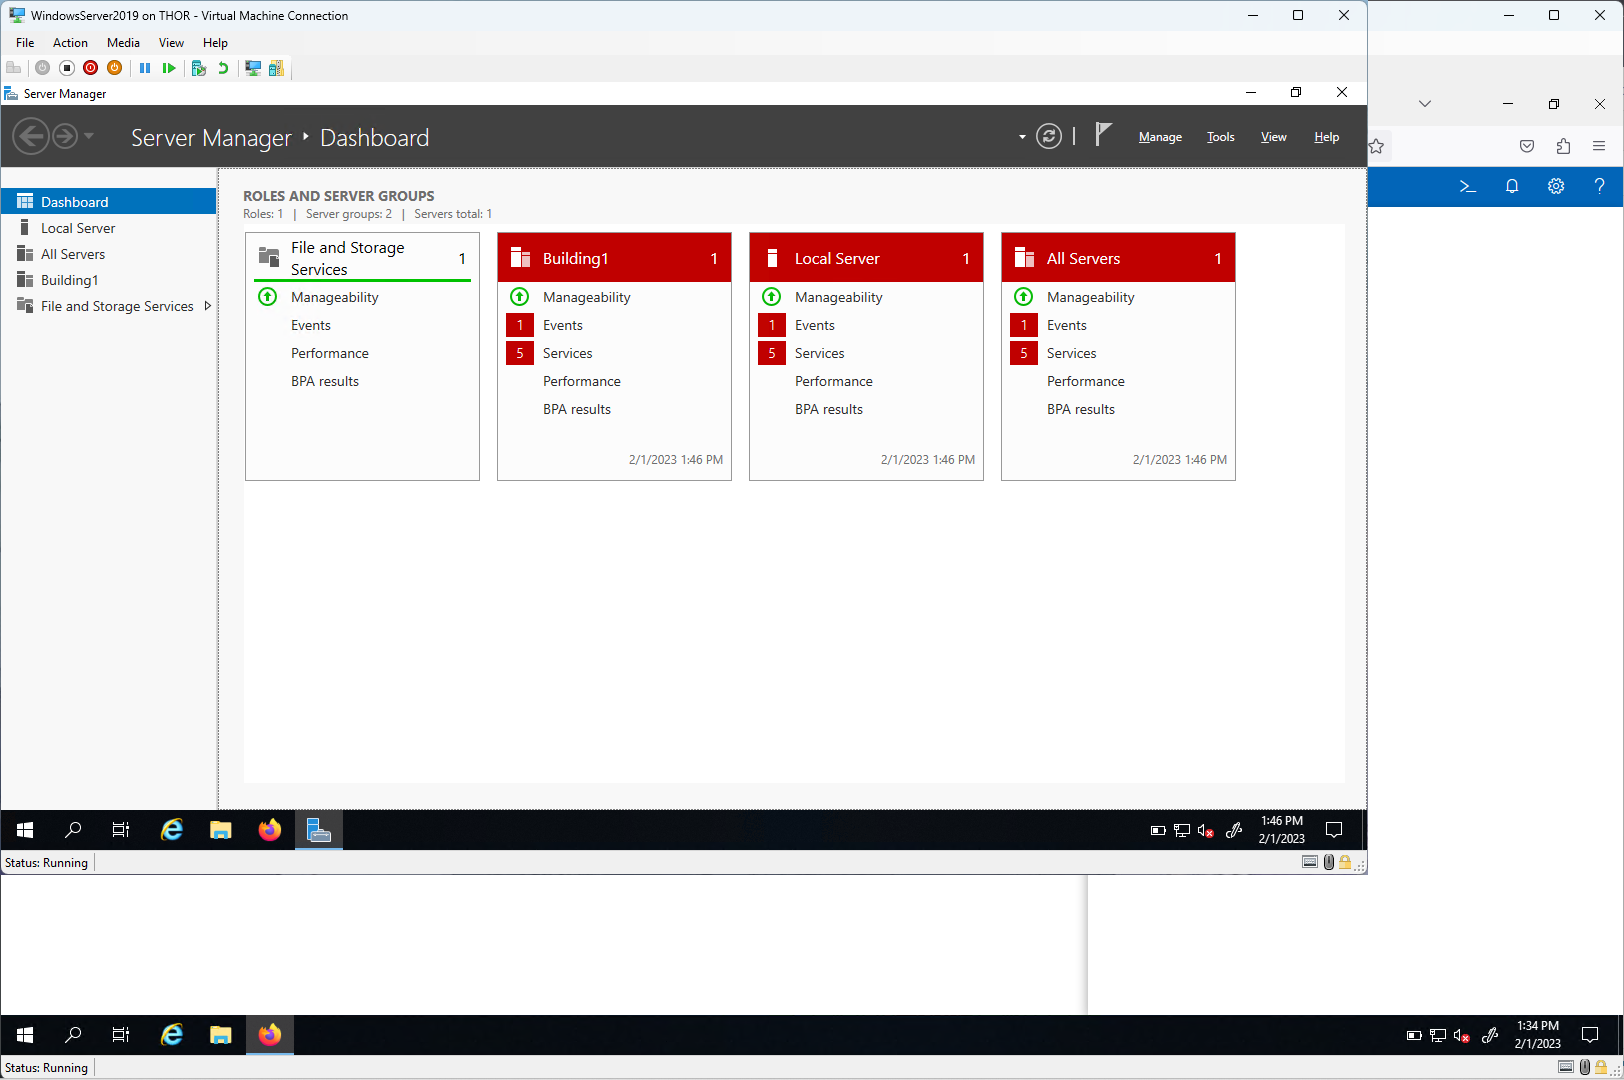 WindowsServer2019 on THOR - Virtual Machine Connection
File Action Media View Help
Server Manager
Server Manager ‣ Dashboard
Manage Tools View Help
Dashboard
Local Server
All Servers
Building1
File and Storage Services
ROLES AND SERVER GROUPS
Roles: 1 | Server groups: 2 | Servers total: 1
File and Storage
Services 1
Manageability
Events
Performance
BPA results
Building1 1
Manageability
1 Events
5 Services
Performance
BPA results
2/1/2023 1:46 PM
Local Server 1
Manageability
1 Events
5 Services
Performance
BPA results
2/1/2023 1:46 PM
All Servers 1
Manageability
1 Events
5 Services
Performance
BPA results
2/1/2023 1:46 PM
1:46 PM
2/1/2023
Status: Running
1:34 PM
2/1/2023
Status: Running